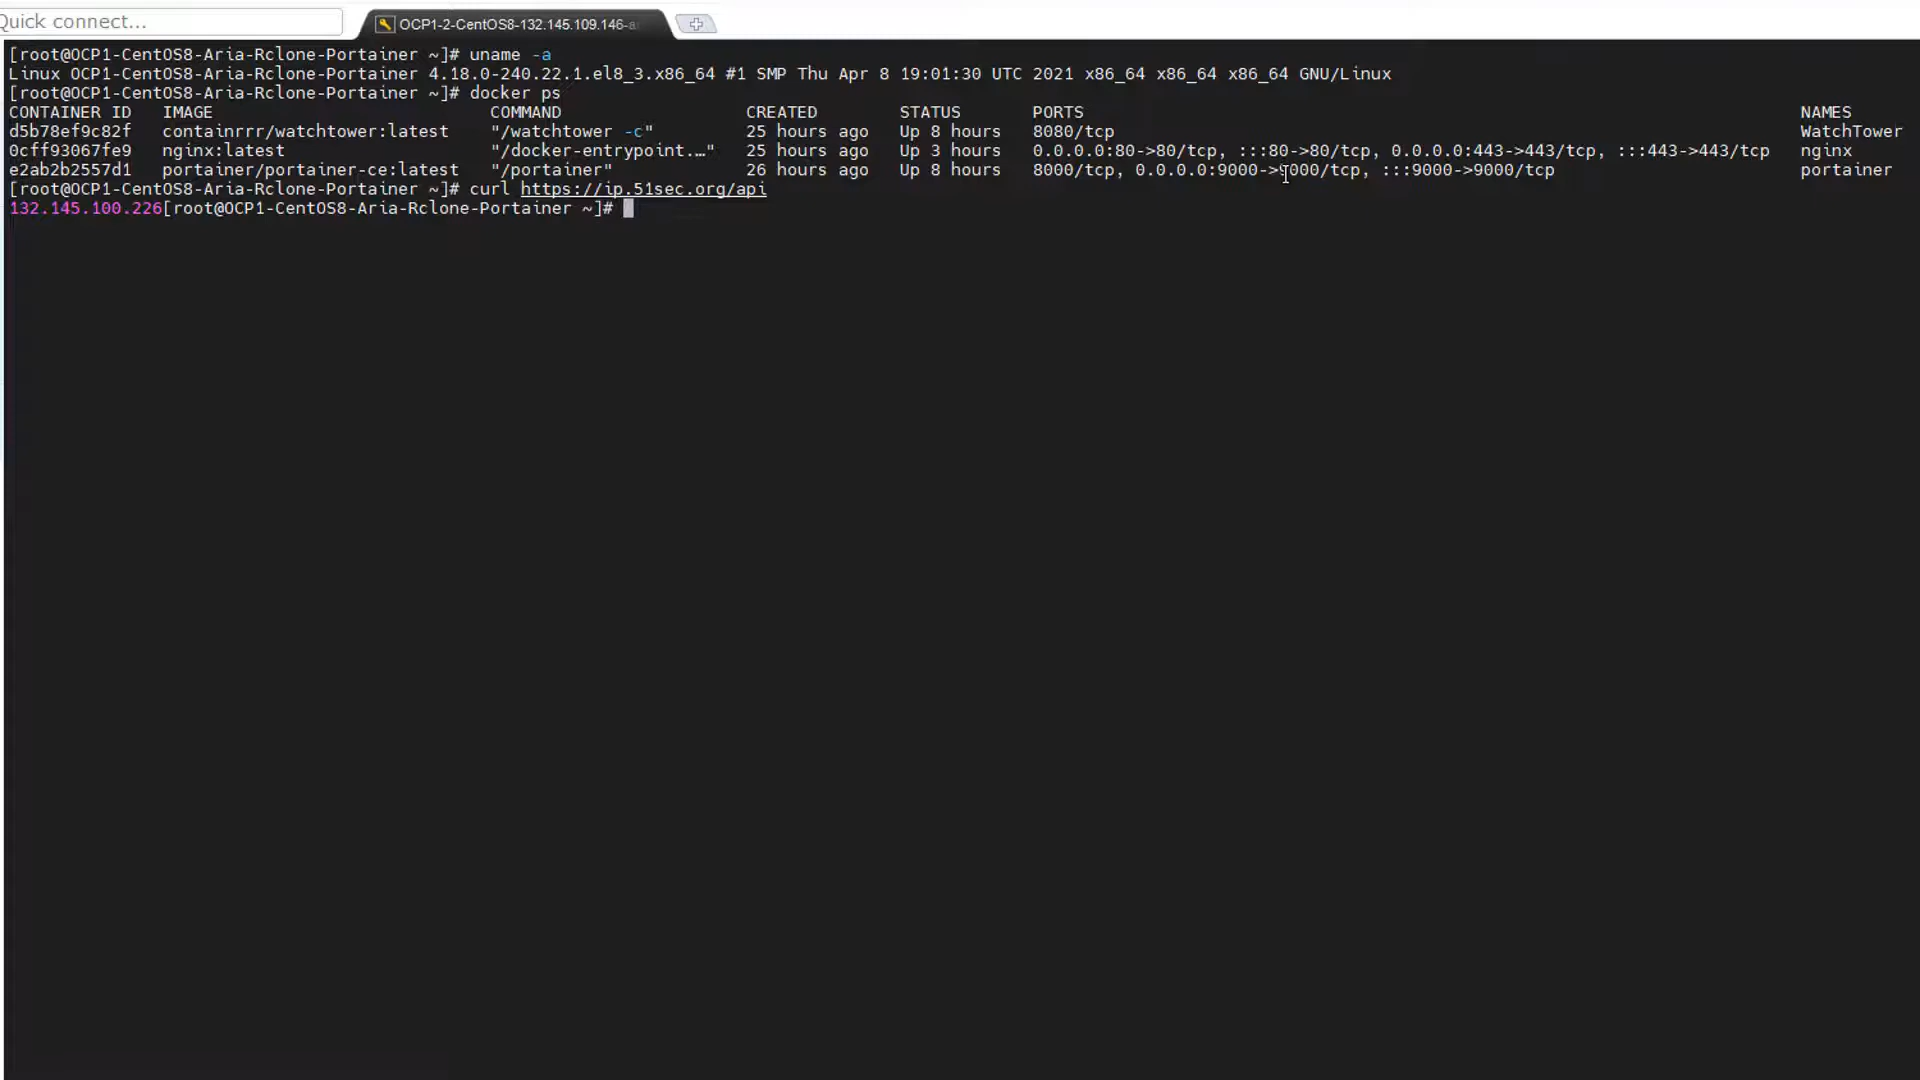 Quick connect...
OCP1-2-CentOS8-132.145.109.146-a
[root@OCP1-CentOS8-Aria-Rclone-Portainer ~]# uname -a
Linux OCP1-CentOS8-Aria-Rclone-Portainer 4.18.0-240.22.1.el8_3.x86_64 #1 SMP Thu Apr 8 19:01:30 UTC 2021 x86_64 x86_64 x86_64 GNU/Linux
[root@OCP1-CentOS8-Aria-Rclone-Portainer ~]# docker ps
CONTAINER ID   IMAGE                           COMMAND                  CREATED        STATUS       PORTS                                                                      NAMES
d5b78ef9c82f   containrrr/watchtower:latest    "/watchtower -c"         25 hours ago   Up 8 hours   8080/tcp                                                                   WatchTower
0cff93067fe9   nginx:latest                    "/docker-entrypoint.…"   25 hours ago   Up 3 hours   0.0.0.0:80->80/tcp, :::80->80/tcp, 0.0.0.0:443->443/tcp, :::443->443/tcp   nginx
e2ab2b2557d1   portainer/portainer-ce:latest   "/portainer"             26 hours ago   Up 8 hours   8000/tcp, 0.0.0.0:9000->9000/tcp, :::9000->9000/tcp                        portainer
[root@OCP1-CentOS8-Aria-Rclone-Portainer ~]# curl https://ip.51sec.org/api
132.145.100.226[root@OCP1-CentOS8-Aria-Rclone-Portainer ~]#